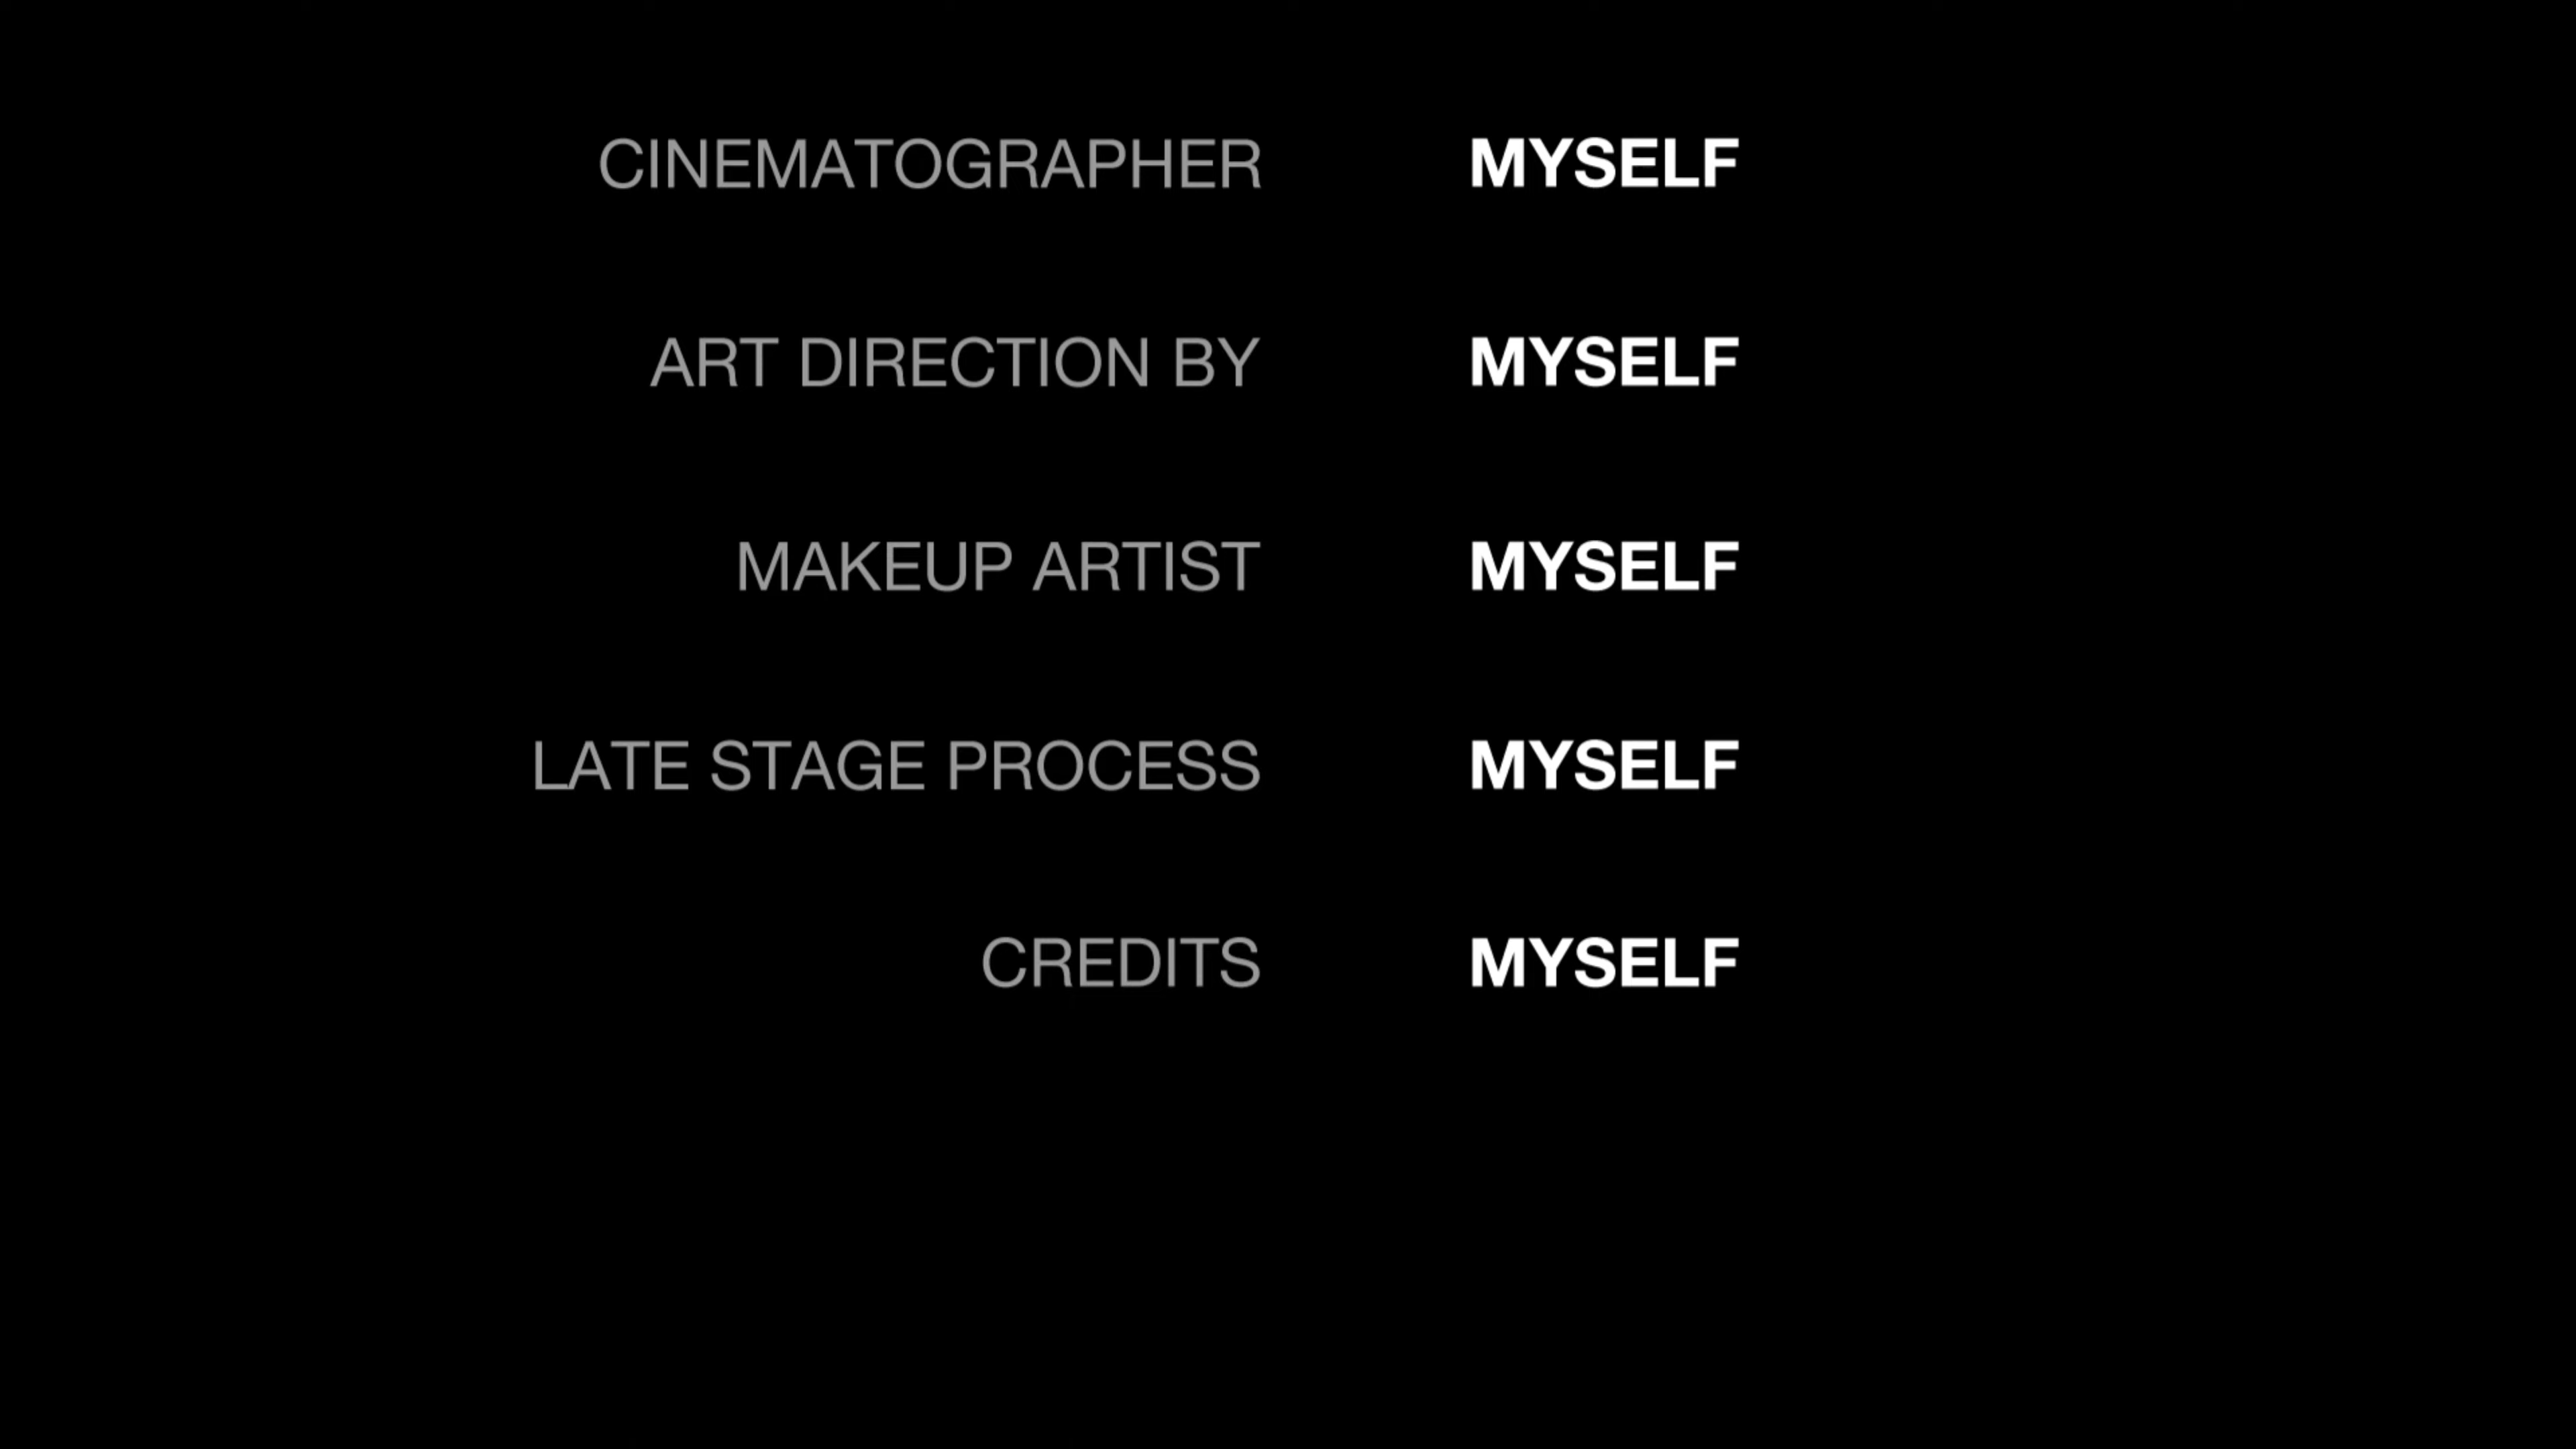 CINEMATOGRAPHER MYSELF
ART DIRECTION BY MYSELF
MAKEUP ARTIST MYSELF
LATE STAGE PROCESS MYSELF
CREDITS MYSELF